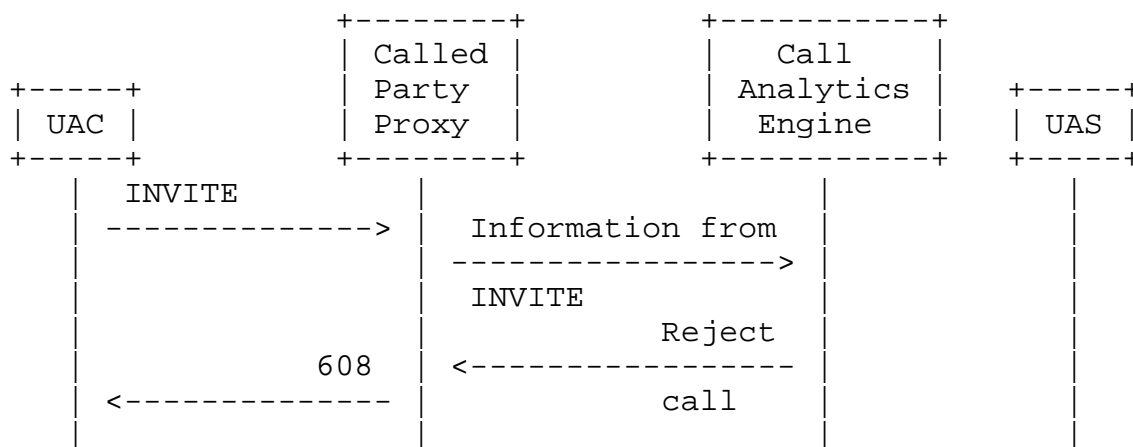 Called Call
Party Analytics
UAC Proxy Engine UAS
INVITE
Information from
INVITE
Reject
608
call